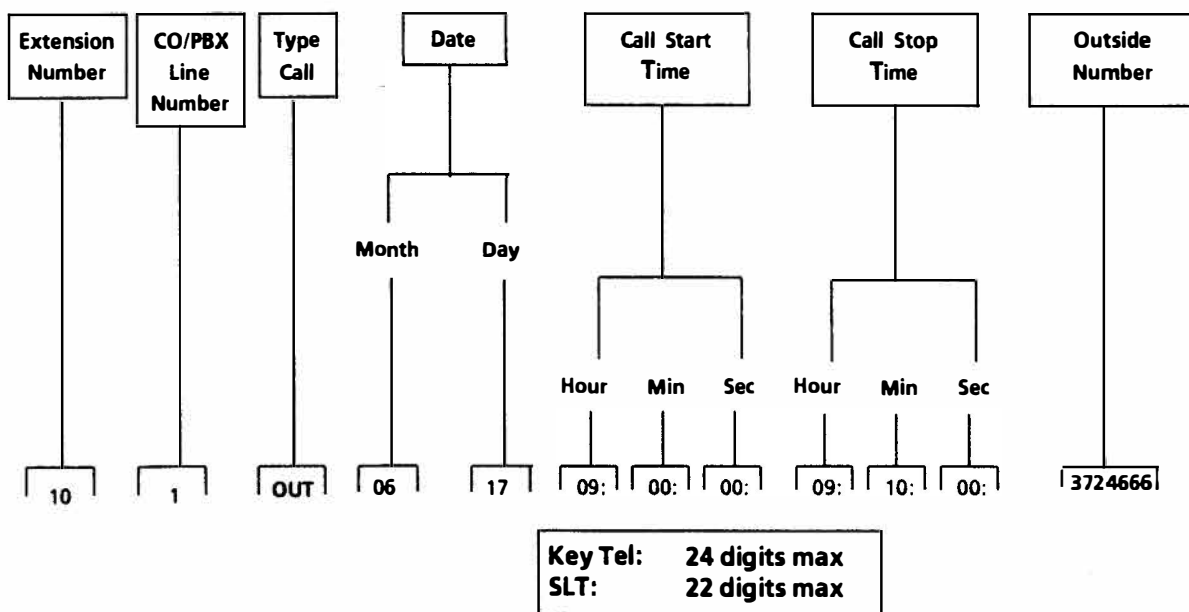 Extension Number
CO/PBX Line Number
Type Call
Date
Call Start Time
Call Stop Time
Outside Number
Month Day
Hour Min Sec Hour Min Sec
10 1 OUT 06 17 09: 00: 00: 09: 10: 00: 3724666
Key Tel: 24 digits max
SLT: 22 digits max